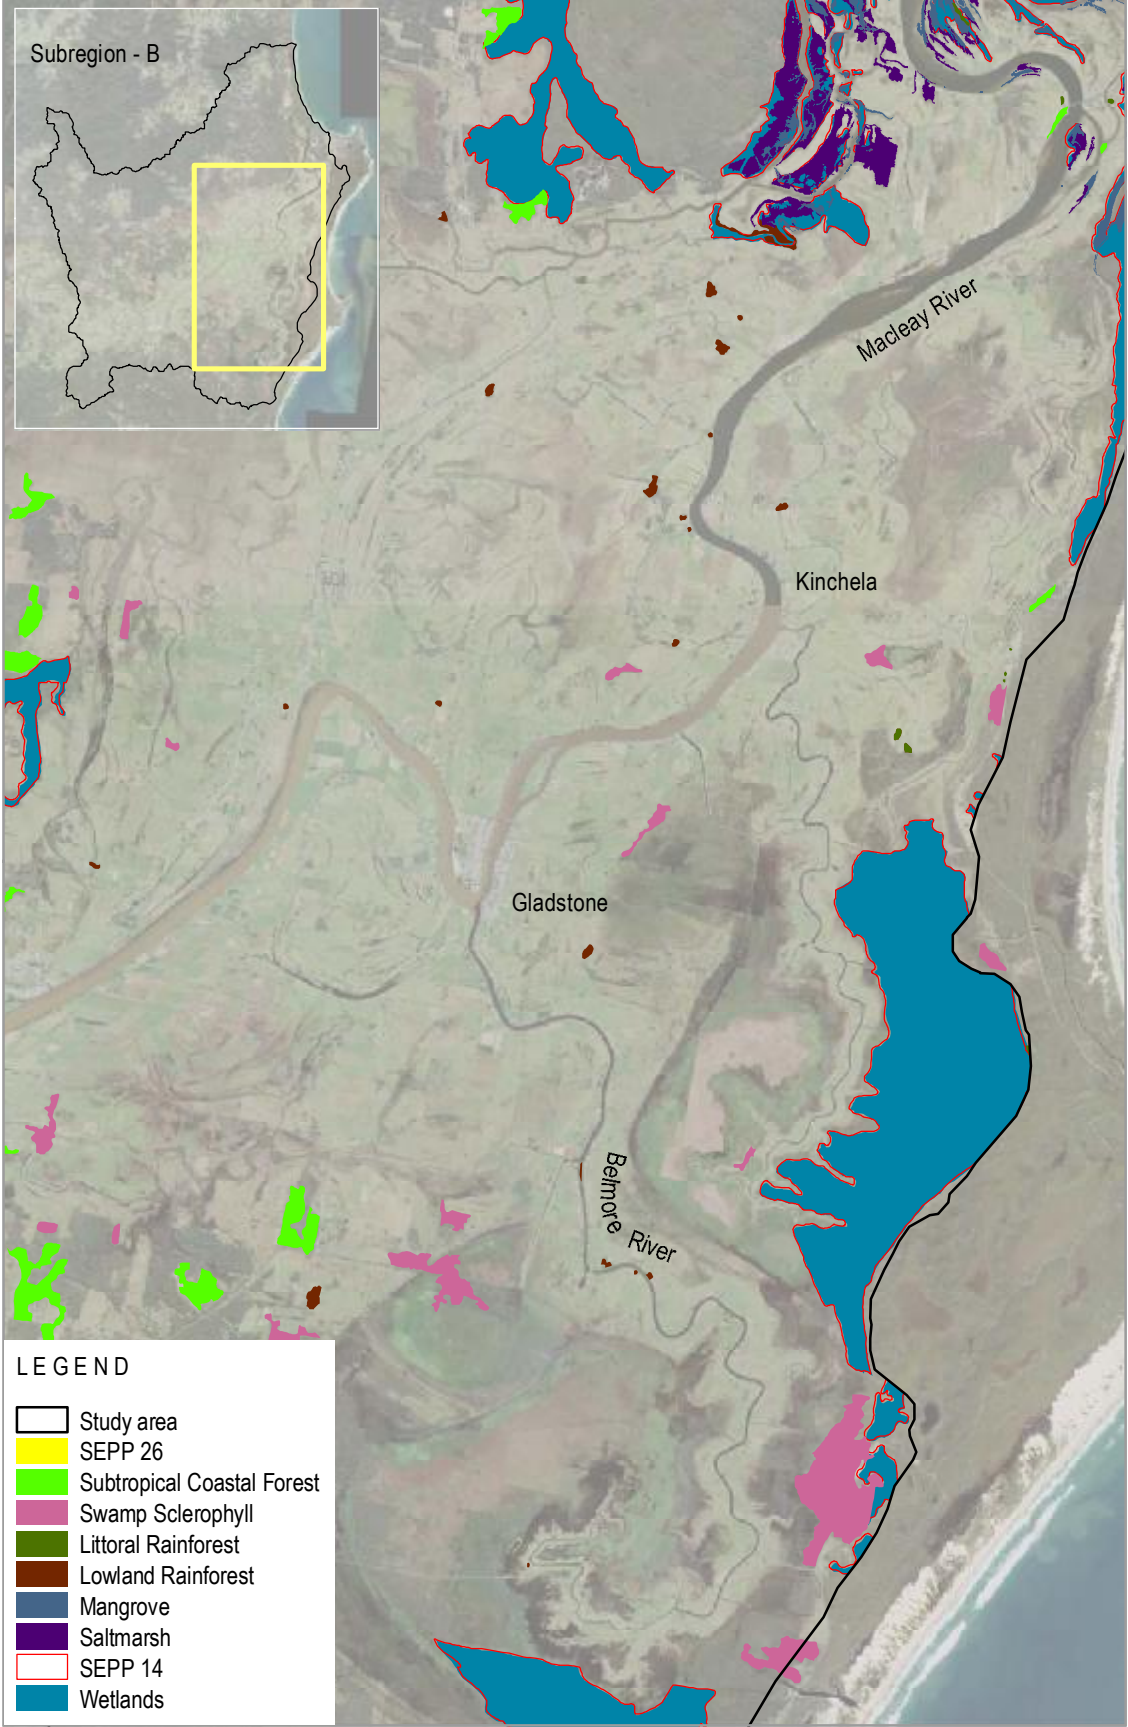 Subregion - B
Macleay River
Kinchela
Gladstone
Belmore River
LEGEND
Study area
SEPP 26
Subtropical Coastal Forest
Swamp Sclerophyll
Littoral Rainforest
Lowland Rainforest
Mangrove
Saltmarsh
SEPP 14
Wetlands